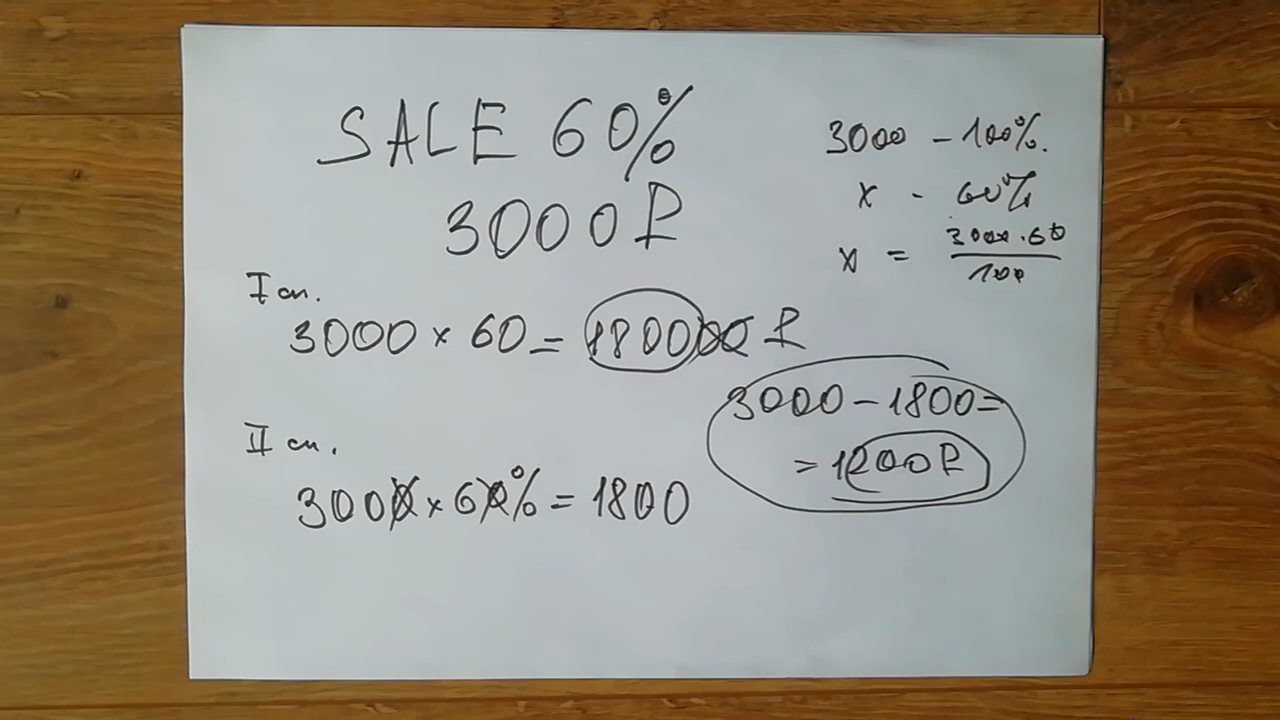 SALE 60%
3000₽
3000 – 100%.
x - 60%
x = 3000·60
100
I сп.
3000 × 60 = 180000 ₽
3000 – 1800 =
= 1200₽
II сп.
3000 × 60% = 1800